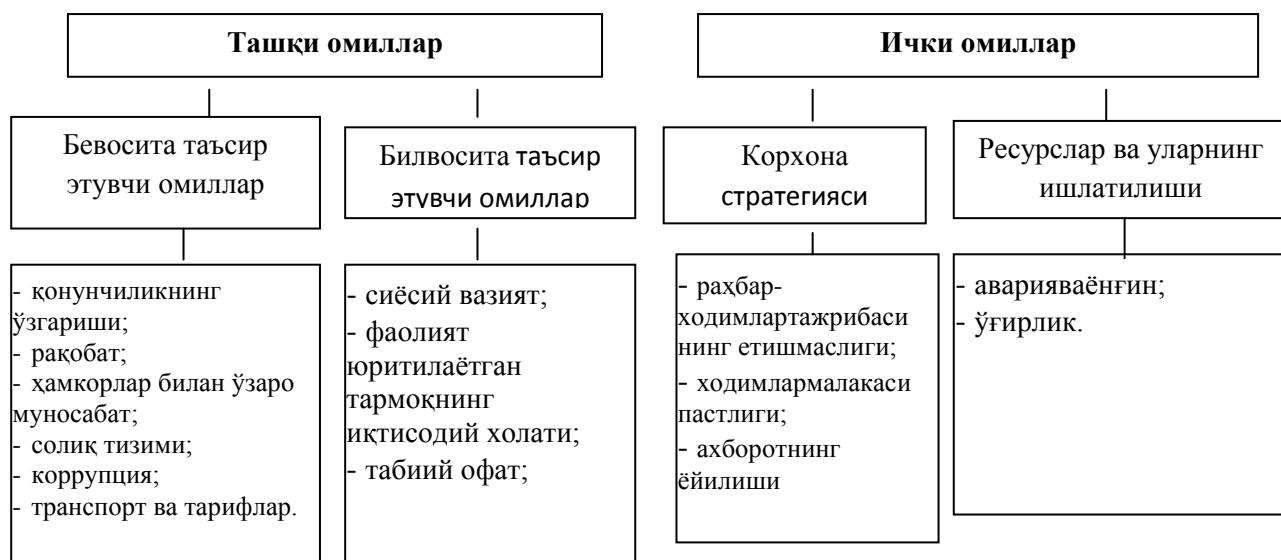 Ташқи омиллар
Ички омиллар
Бевосита таъсир
этувчи омиллар
Билвосита таъсир
этувчи омиллар
Корхона
стратегияси
Ресурслар ва уларнинг
ишлатилиши
- қонунчиликнинг
ўзгариши;
- рақобат;
- ҳамкорлар билан ўзаро
муносабат;
- солиқ тизими;
- коррупция;
- транспорт ва тарифлар.
- сиёсий вазият;
- фаолият
юритилаётган
тармоқнинг
иқтисодий холати;
- табиий офат;
- раҳбар-
ходимлартажрибаси
нинг етишмаслиги;
- ходимлармалакаси
пастлиги;
- ахборотнинг
ёйилиши
- аварияваёнғин;
- ўғирлик.